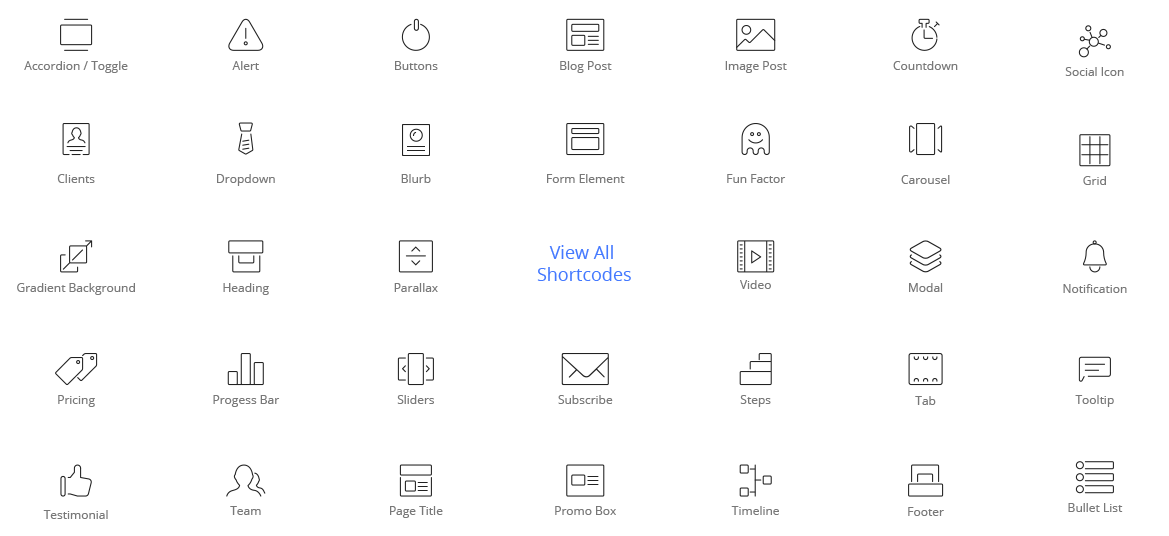 Accordion / Toggle
Alert
Buttons
Blog Post
Image Post
Countdown
Social Icon
Clients
Dropdown
Blurb
Form Element
Fun Factor
Carousel
Grid
Gradient Background
Heading
Parallax
View All
Shortcodes
Video
Modal
Notification
Pricing
Progess Bar
Sliders
Subscribe
Steps
Tab
Tooltip
Testimonial
Team
Page Title
Promo Box
Timeline
Footer
Bullet List